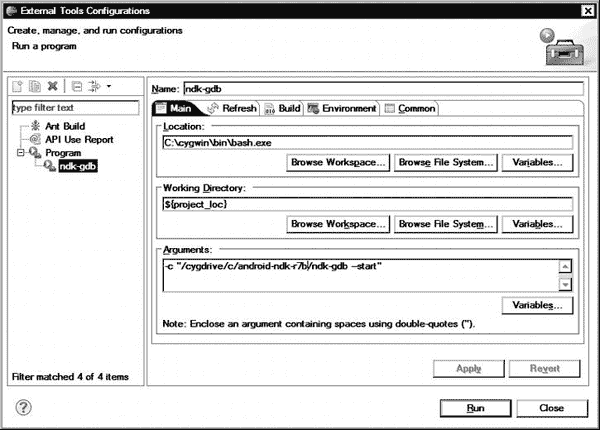 External Tools Configurations
Create, manage, and run configurations
Run a program
type filter text
Ant Build
API Use Report
Program
ndk-gdb
Filter matched 4 of 4 items
Name: ndk-gdb
Main Refresh Build Environment Common
Location:
C:\cygwin\bin\bash.exe
Browse Workspace... Browse File System... Variables...
Working Directory:
${project_loc}
Browse Workspace... Browse File System... Variables...
Arguments:
-c "/cygdrive/c/android-ndk-r7b/ndk-gdb –start"
Variables...
Note: Enclose an argument containing spaces using double-quotes (").
Apply Revert
Run Close